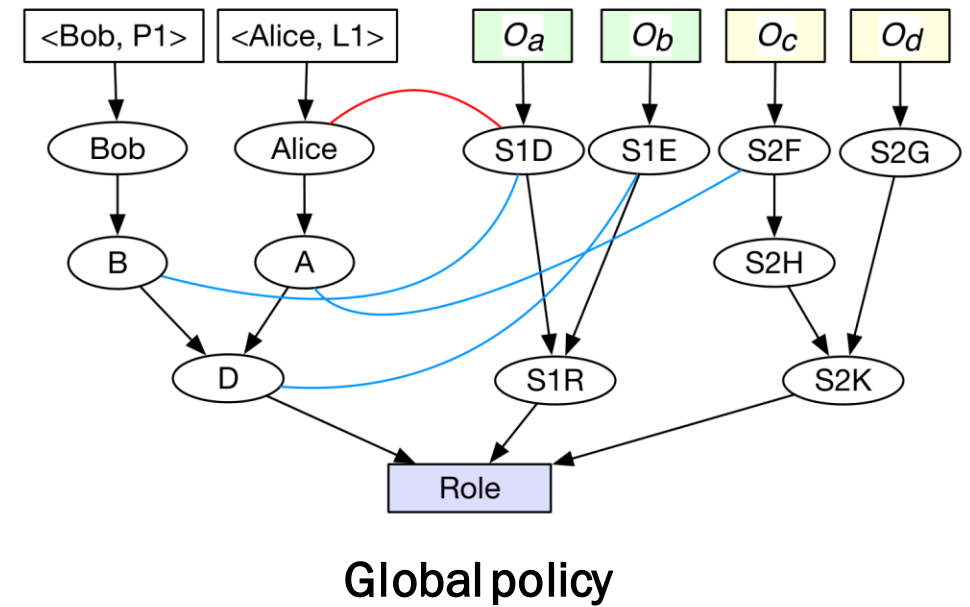 <Bob, P1>
<Alice, L1>
Oa
Ob
Oc
Od
Bob
Alice
S1D
S1E
S2F
S2G
B
A
S2H
D
S1R
S2K
Role
Global policy